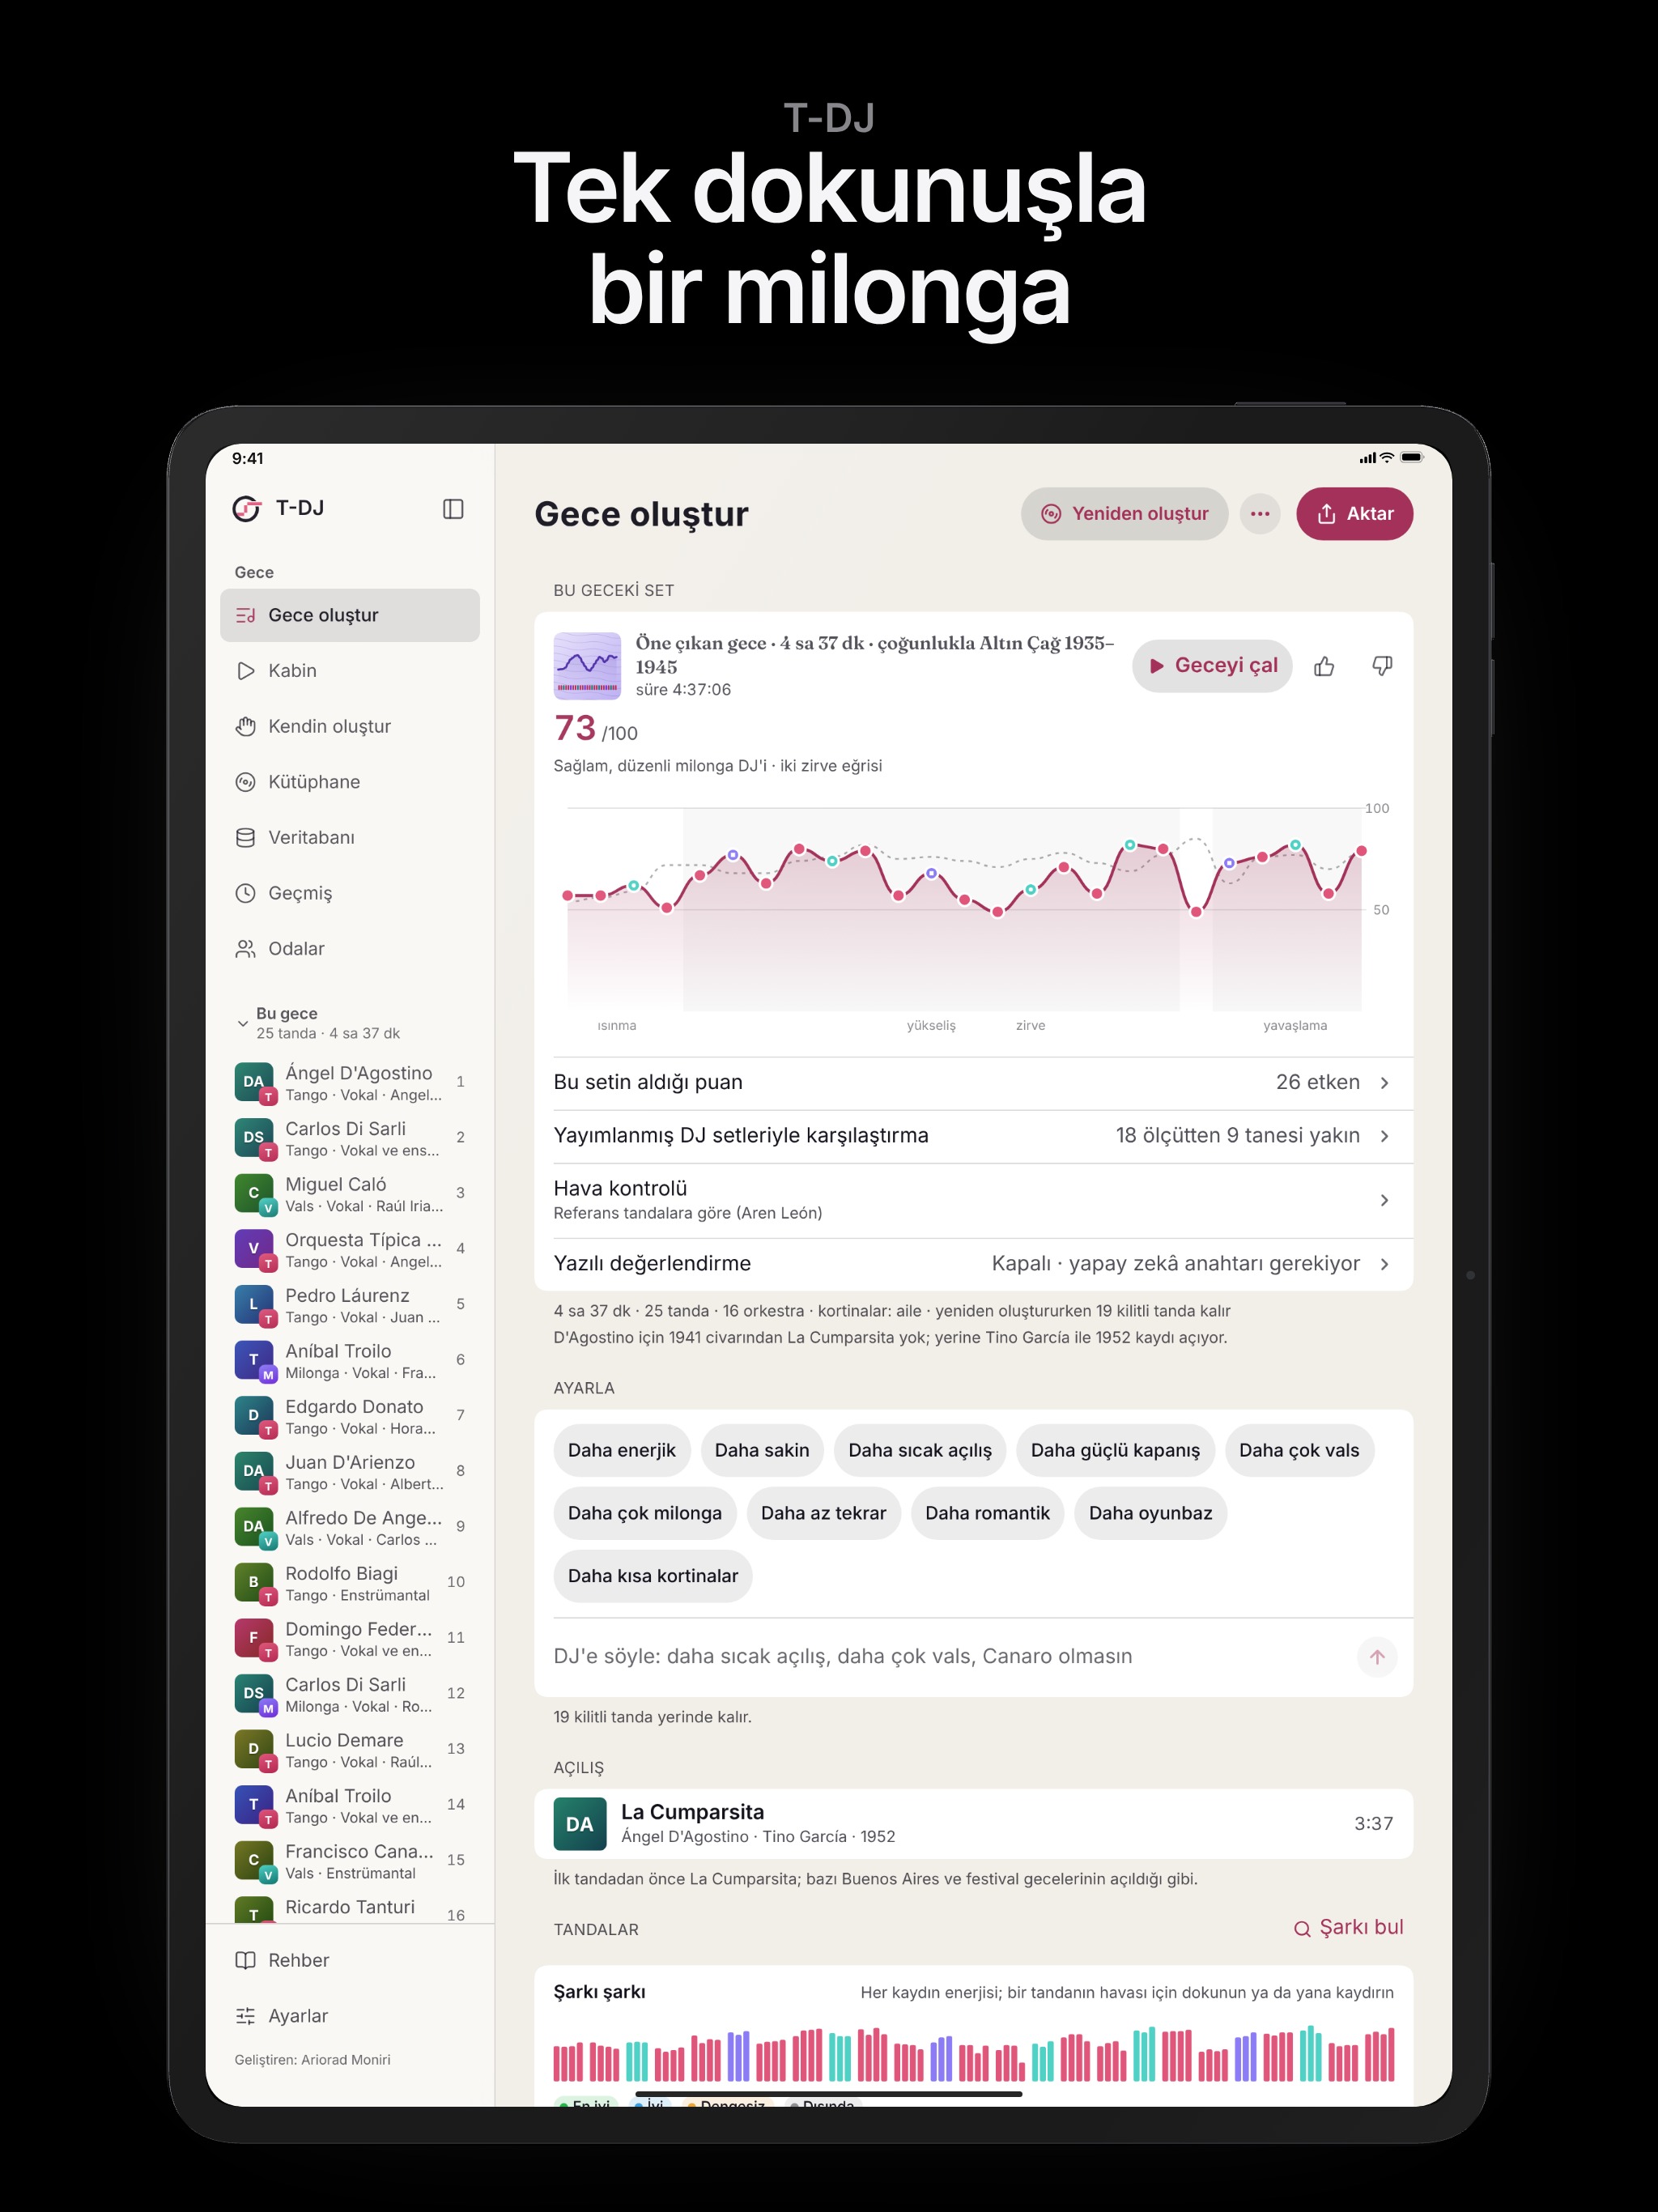 T-DJ
Tek dokunuşla
bir milonga
9:41
T-DJ
Gece
Gece oluştur
Kabin
Kendin oluştur
Kütüphane
Veritabanı
Geçmiş
Odalar
Bu gece
25 tanda · 4 sa 37 dk
DA T Ángel D'Agostino 1
Tango · Vokal · Angel...
DS T Carlos Di Sarli 2
Tango · Vokal ve ens...
C V Miguel Caló 3
Vals · Vokal · Raúl Iria...
V T Orquesta Típica ... 4
Tango · Vokal · Angel...
L T Pedro Láurenz 5
Tango · Vokal · Juan ...
T M Aníbal Troilo 6
Milonga · Vokal · Fra...
D T Edgardo Donato 7
Tango · Vokal · Hora...
DA T Juan D'Arienzo 8
Tango · Vokal · Albert...
DA V Alfredo De Ange... 9
Vals · Vokal · Carlos ...
B T Rodolfo Biagi 10
Tango · Enstrümantal
F T Domingo Feder... 11
Tango · Vokal ve en...
DS M Carlos Di Sarli 12
Milonga · Vokal · Ro...
D T Lucio Demare 13
Tango · Vokal · Raúl...
T T Aníbal Troilo 14
Tango · Vokal ve en...
C V Francisco Cana... 15
Vals · Enstrümantal
T Ricardo Tanturi 16
Rehber
Ayarlar
Geliştiren: Ariorad Moniri
Gece oluştur
Yeniden oluştur
Aktar
BU GECEKİ SET
Öne çıkan gece · 4 sa 37 dk · çoğunlukla Altın Çağ 1935–
1945
süre 4:37:06
Geceyi çal
73 /100
Sağlam, düzenli milonga DJ'i · iki zirve eğrisi
100
50
ısınma yükseliş zirve yavaşlama
Bu setin aldığı puan 26 etken
Yayımlanmış DJ setleriyle karşılaştırma 18 ölçütten 9 tanesi yakın
Hava kontrolü
Referans tandalara göre (Aren León)
Yazılı değerlendirme Kapalı · yapay zekâ anahtarı gerekiyor
4 sa 37 dk · 25 tanda · 16 orkestra · kortinalar: aile · yeniden oluştururken 19 kilitli tanda kalır
D'Agostino için 1941 civarından La Cumparsita yok; yerine Tino García ile 1952 kaydı açıyor.
AYARLA
Daha enerjik Daha sakin Daha sıcak açılış Daha güçlü kapanış Daha çok vals
Daha çok milonga Daha az tekrar Daha romantik Daha oyunbaz
Daha kısa kortinalar
DJ'e söyle: daha sıcak açılış, daha çok vals, Canaro olmasın
19 kilitli tanda yerinde kalır.
AÇILIŞ
DA La Cumparsita 3:37
Ángel D'Agostino · Tino García · 1952
İlk tandadan önce La Cumparsita; bazı Buenos Aires ve festival gecelerinin açıldığı gibi.
TANDALAR Şarkı bul
Şarkı şarkı Her kaydın enerjisi; bir tandanın havası için dokunun ya da yana kaydırın
En iyi İyi Dengesiz Dışında